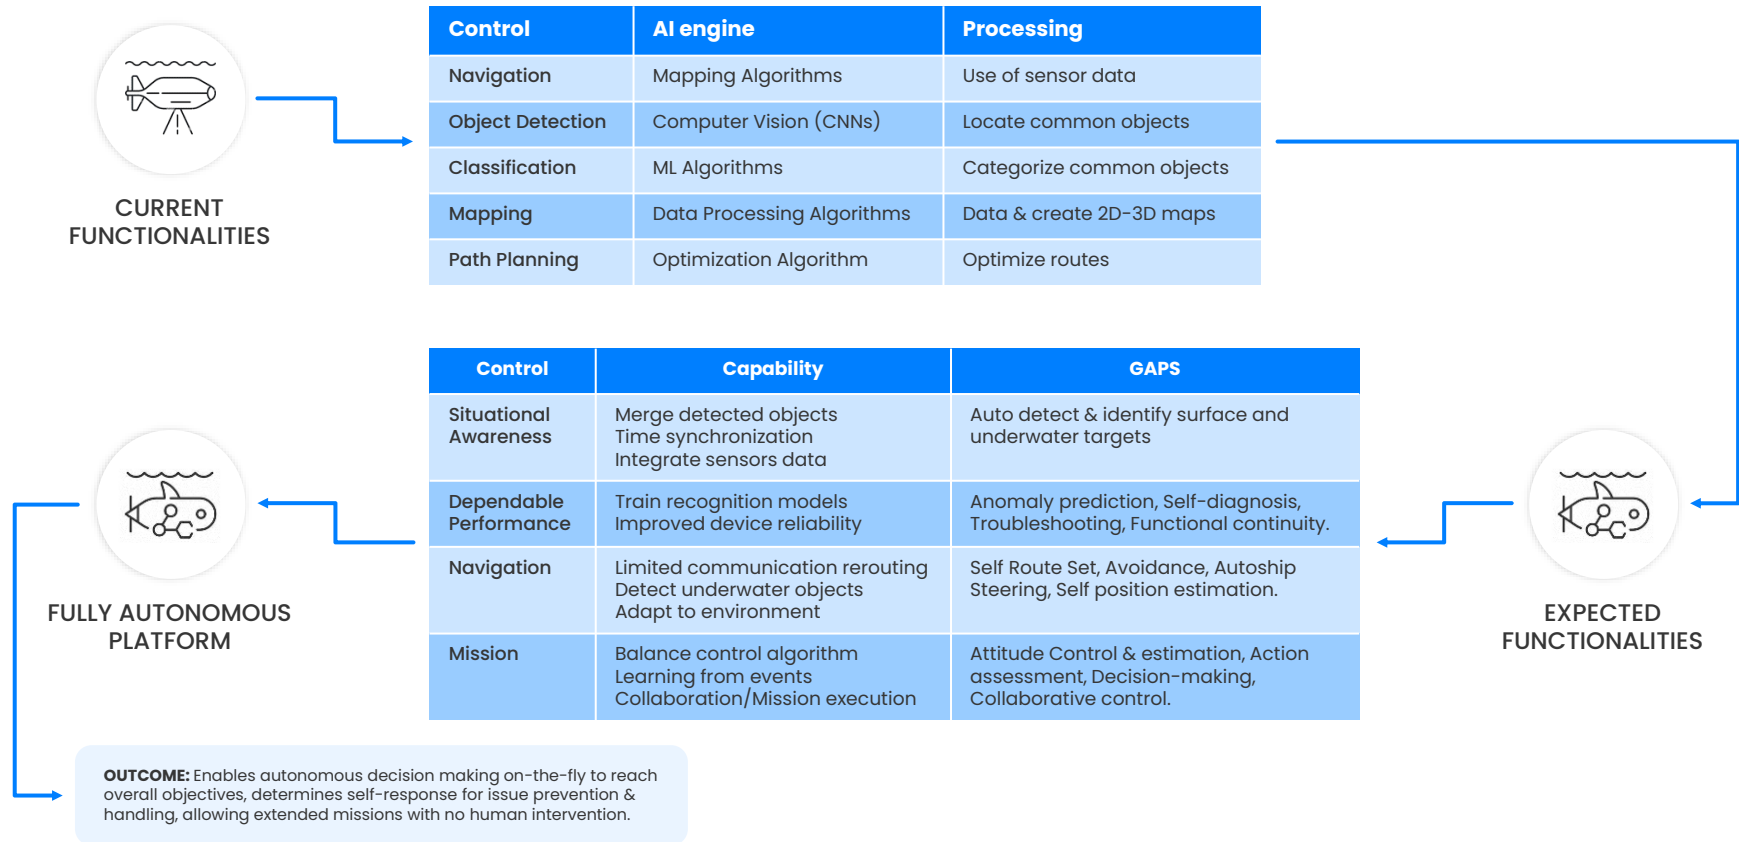 CURRENT
FUNCTIONALITIES
Control AI engine Processing
Navigation Mapping Algorithms Use of sensor data
Object Detection Computer Vision (CNNs) Locate common objects
Classification ML Algorithms Categorize common objects
Mapping Data Processing Algorithms Data & create 2D-3D maps
Path Planning Optimization Algorithm Optimize routes
EXPECTED
FUNCTIONALITIES
Control Capability GAPS
Situational
Awareness
Merge detected objects
Time synchronization
Integrate sensors data
Auto detect & identify surface and
underwater targets
Dependable
Performance
Train recognition models
Improved device reliability
Anomaly prediction, Self-diagnosis,
Troubleshooting, Functional continuity.
Navigation
Limited communication rerouting
Detect underwater objects
Adapt to environment
Self Route Set, Avoidance, Autoship
Steering, Self position estimation.
Mission
Balance control algorithm
Learning from events
Collaboration/Mission execution
Attitude Control & estimation, Action
assessment, Decision-making,
Collaborative control.
FULLY AUTONOMOUS
PLATFORM
OUTCOME: Enables autonomous decision making on-the-fly to reach
overall objectives, determines self-response for issue prevention &
handling, allowing extended missions with no human intervention.